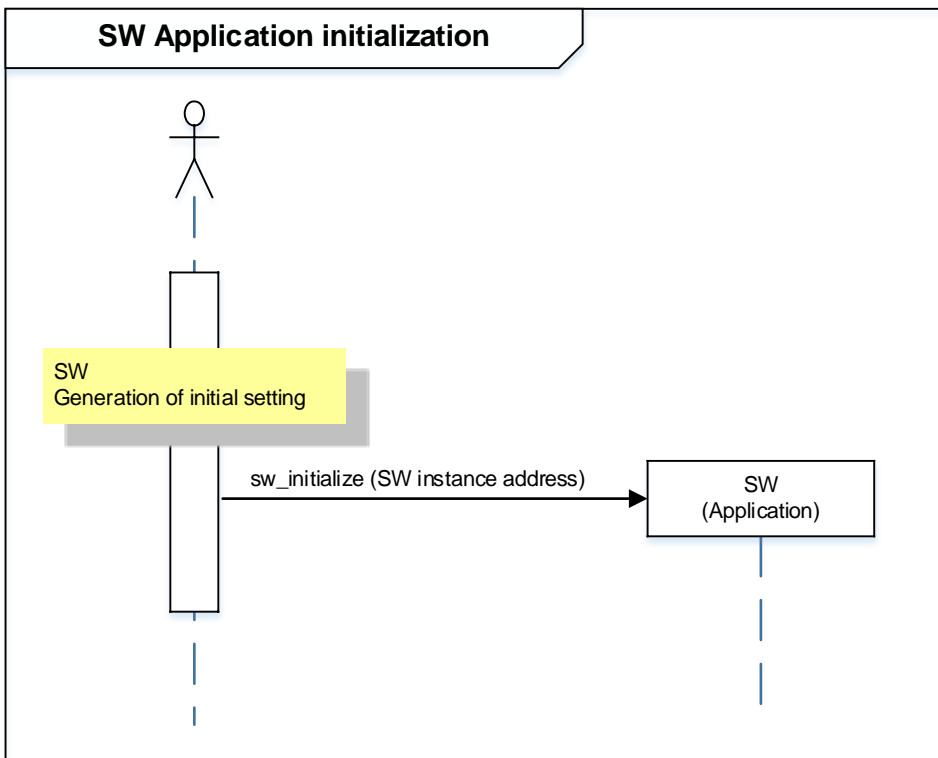 SW Application initialization
SW
Generation of initial setting
sw_initialize (SW instance address)
SW
(Application)